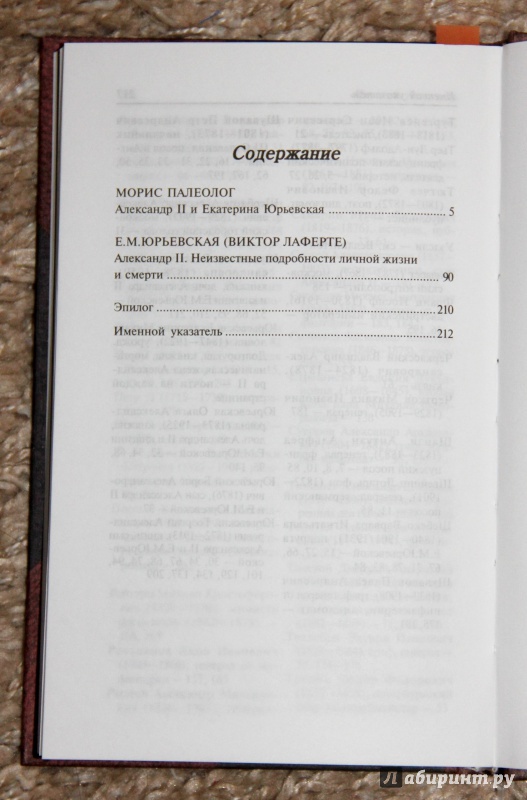 Содержание
МОРИС ПАЛЕОЛОГ
Александр II и Екатерина Юрьевская ........................ 5
Е.М.ЮРЬЕВСКАЯ (ВИКТОР ЛАФЕРТЕ)
Александр II. Неизвестные подробности личной жизни
и смерти ........................ 90
Эпилог ........................ 210
Именной указатель ........................ 212
Лабиринт.ру